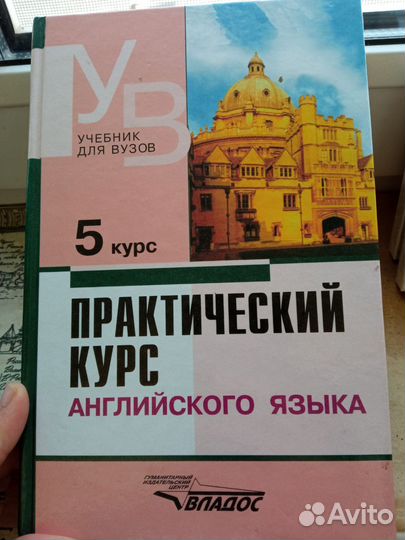 УВ
УЧЕБНИК
ДЛЯ ВУЗОВ
5 курс
ПРАКТИЧЕСКИЙ
КУРС
АНГЛИЙСКОГО ЯЗЫКА
ГУМАНИТАРНЫЙ
ИЗДАТЕЛЬСКИЙ
ЦЕНТР
ВЛАДОС
Avito